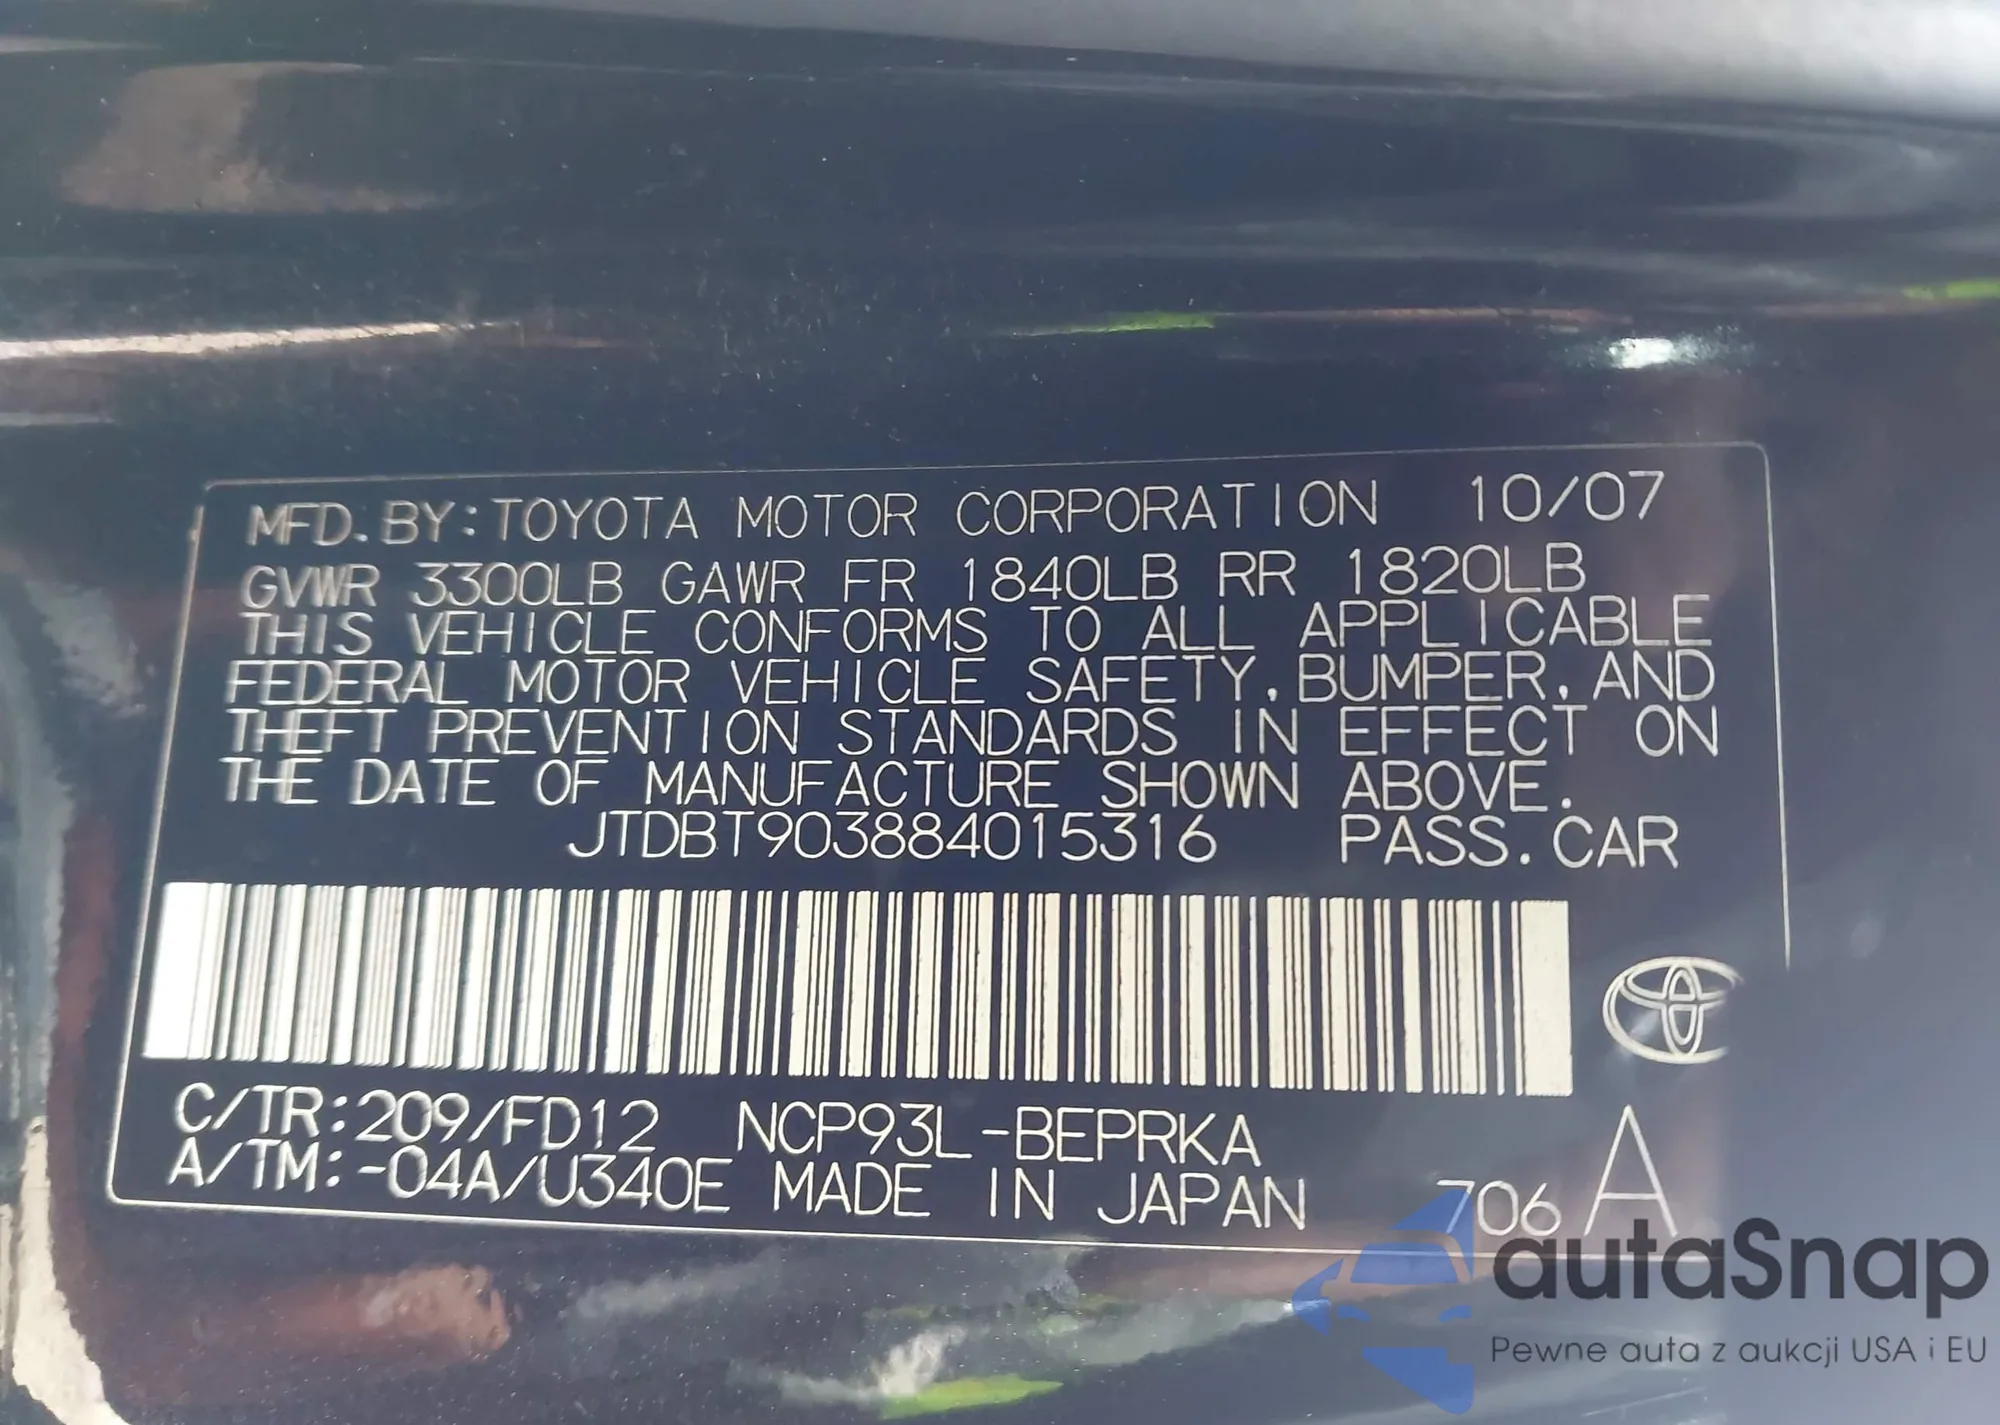 MFD. BY: TOYOTA MOTOR CORPORATION 10/07
GVWR 3300LB GAWR FR 1840LB RR 1820LB
THIS VEHICLE CONFORMS TO ALL APPLICABLE
FEDERAL MOTOR VEHICLE SAFETY, BUMPER, AND
THEFT PREVENTION STANDARDS IN EFFECT ON
THE DATE OF MANUFACTURE SHOWN ABOVE.
JTDBT903884015316 PASS. CAR
C/TR: 209/FD12 NCP93L-BEPRKA
A/TM: -04A/U340E MADE IN JAPAN 706 A
autaSnap
Pewne auta z aukcji USA i EU